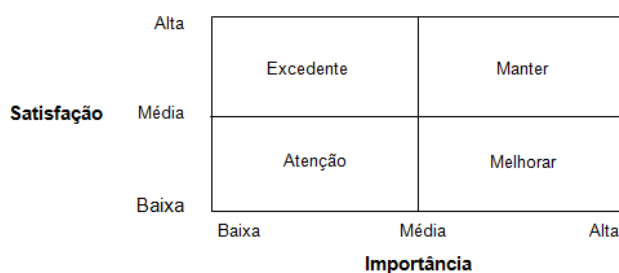 Alta
Excedente Manter
Satisfação Média
Atenção Melhorar
Baixa
Baixa Média Alta
Importância